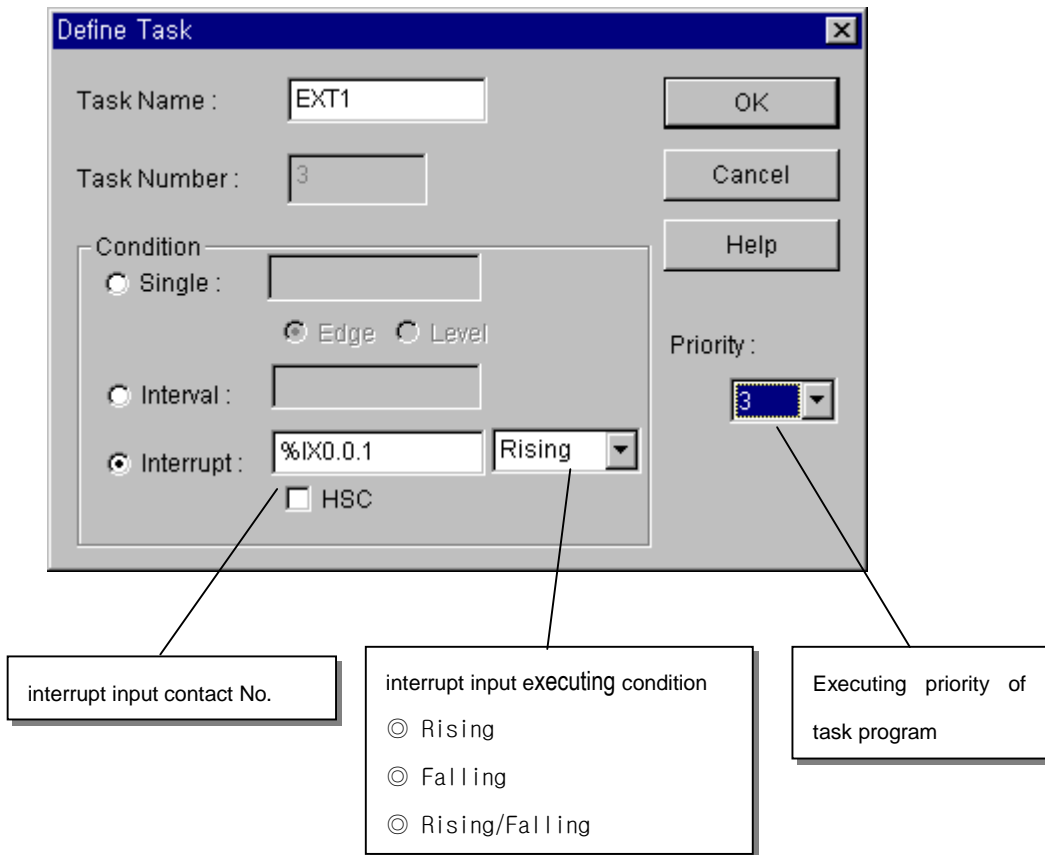 Define Task
Task Name :
EXT1
OK
Task Number :
3
Cancel
Help
Condition
Single :
Edge
Level
Priority :
3
Interval :
Interrupt :
%IX0.0.1
Rising
HSC
interrupt input contact No.
interrupt input executing condition
◎ Rising
◎ Falling
◎ Rising/Falling
Executing priority of
task program